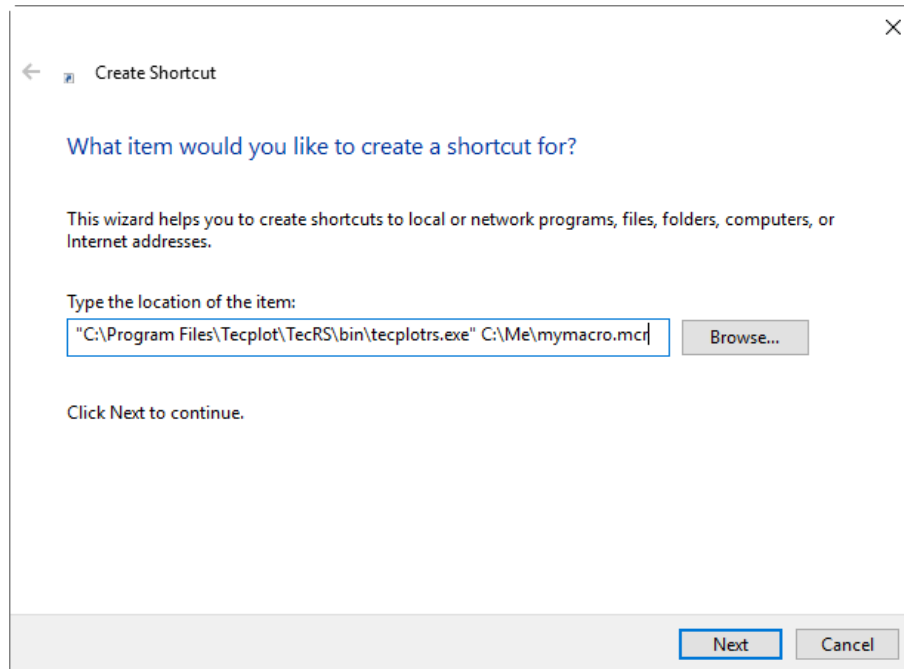 Create Shortcut
What item would you like to create a shortcut for?
This wizard helps you to create shortcuts to local or network programs, files, folders, computers, or
Internet addresses.
Type the location of the item:
"C:\Program Files\Tecplot\TecRS\bin\tecplotrs.exe" C:\Me\mymacro.mcr
Browse...
Click Next to continue.
Next
Cancel